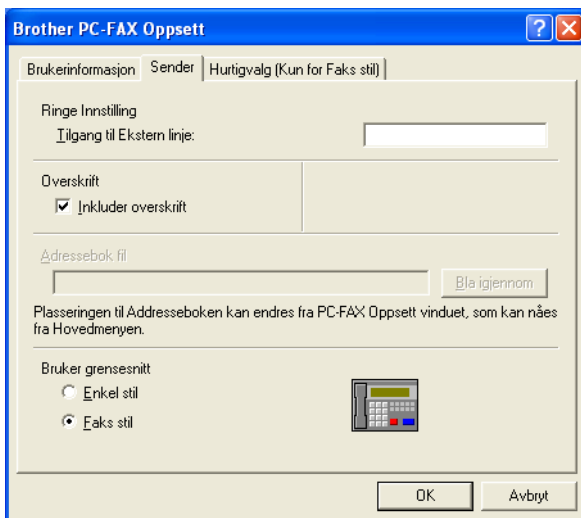 Brother PC-FAX Oppsett
Brukerinformasjon Sender Hurtigvalg (Kun for Faks stil)
Ringe Innstilling
Tilgang til Ekstern linje:
Overskrift
Inkluder overskrift
Adressebok fil
Bla igjennom
Plasseringen til Addresseboken kan endres fra PC-FAX Oppsett vinduet, som kan nåes
fra Hovedmenyen.
Bruker grensesnitt
Enkel stil
Faks stil
OK Avbryt